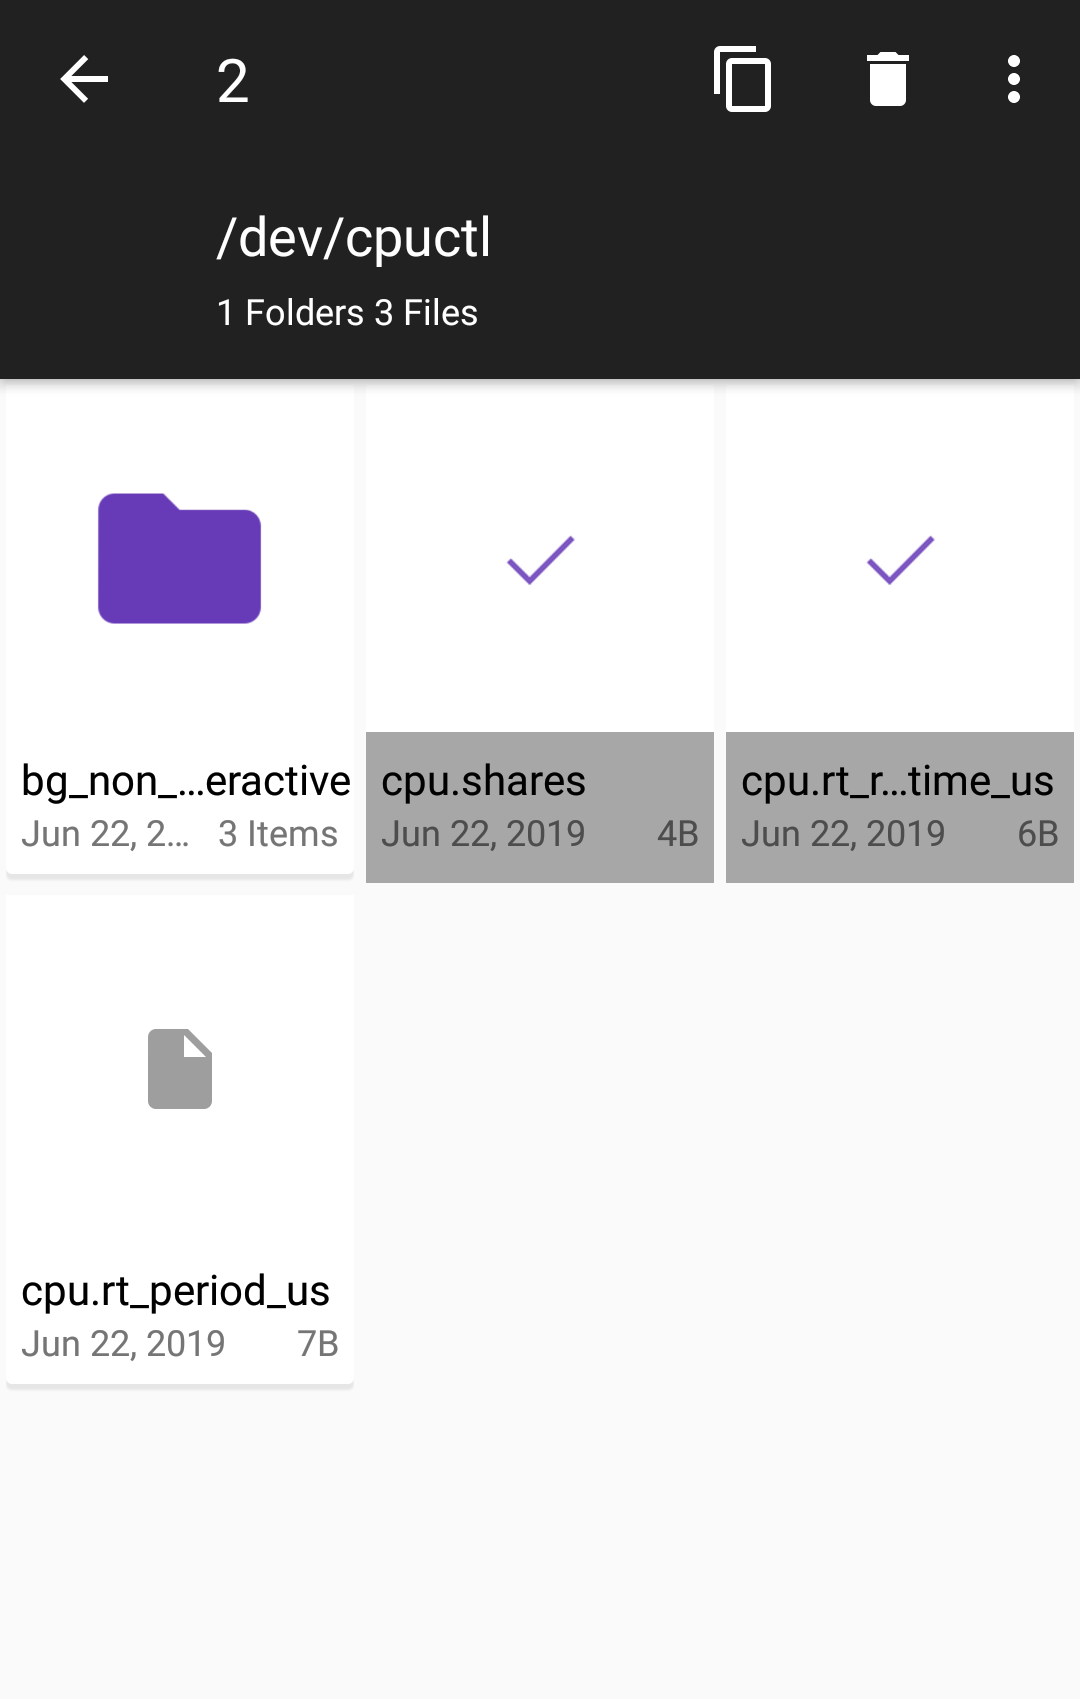 2
/dev/cpuctl
1 Folders 3 Files
bg_non_...eractive
Jun 22, 2... 3 Items
cpu.shares
Jun 22, 2019 4B
cpu.rt_r...time_us
Jun 22, 2019 6B
cpu.rt_period_us
Jun 22, 2019 7B